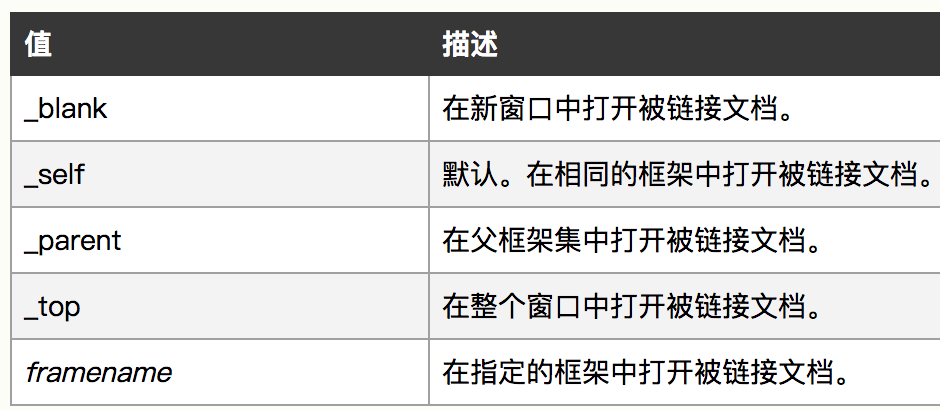 值 描述
_blank 在新窗口中打开被链接文档。
_self 默认。在相同的框架中打开被链接文档。
_parent 在父框架集中打开被链接文档。
_top 在整个窗口中打开被链接文档。
framename 在指定的框架中打开被链接文档。